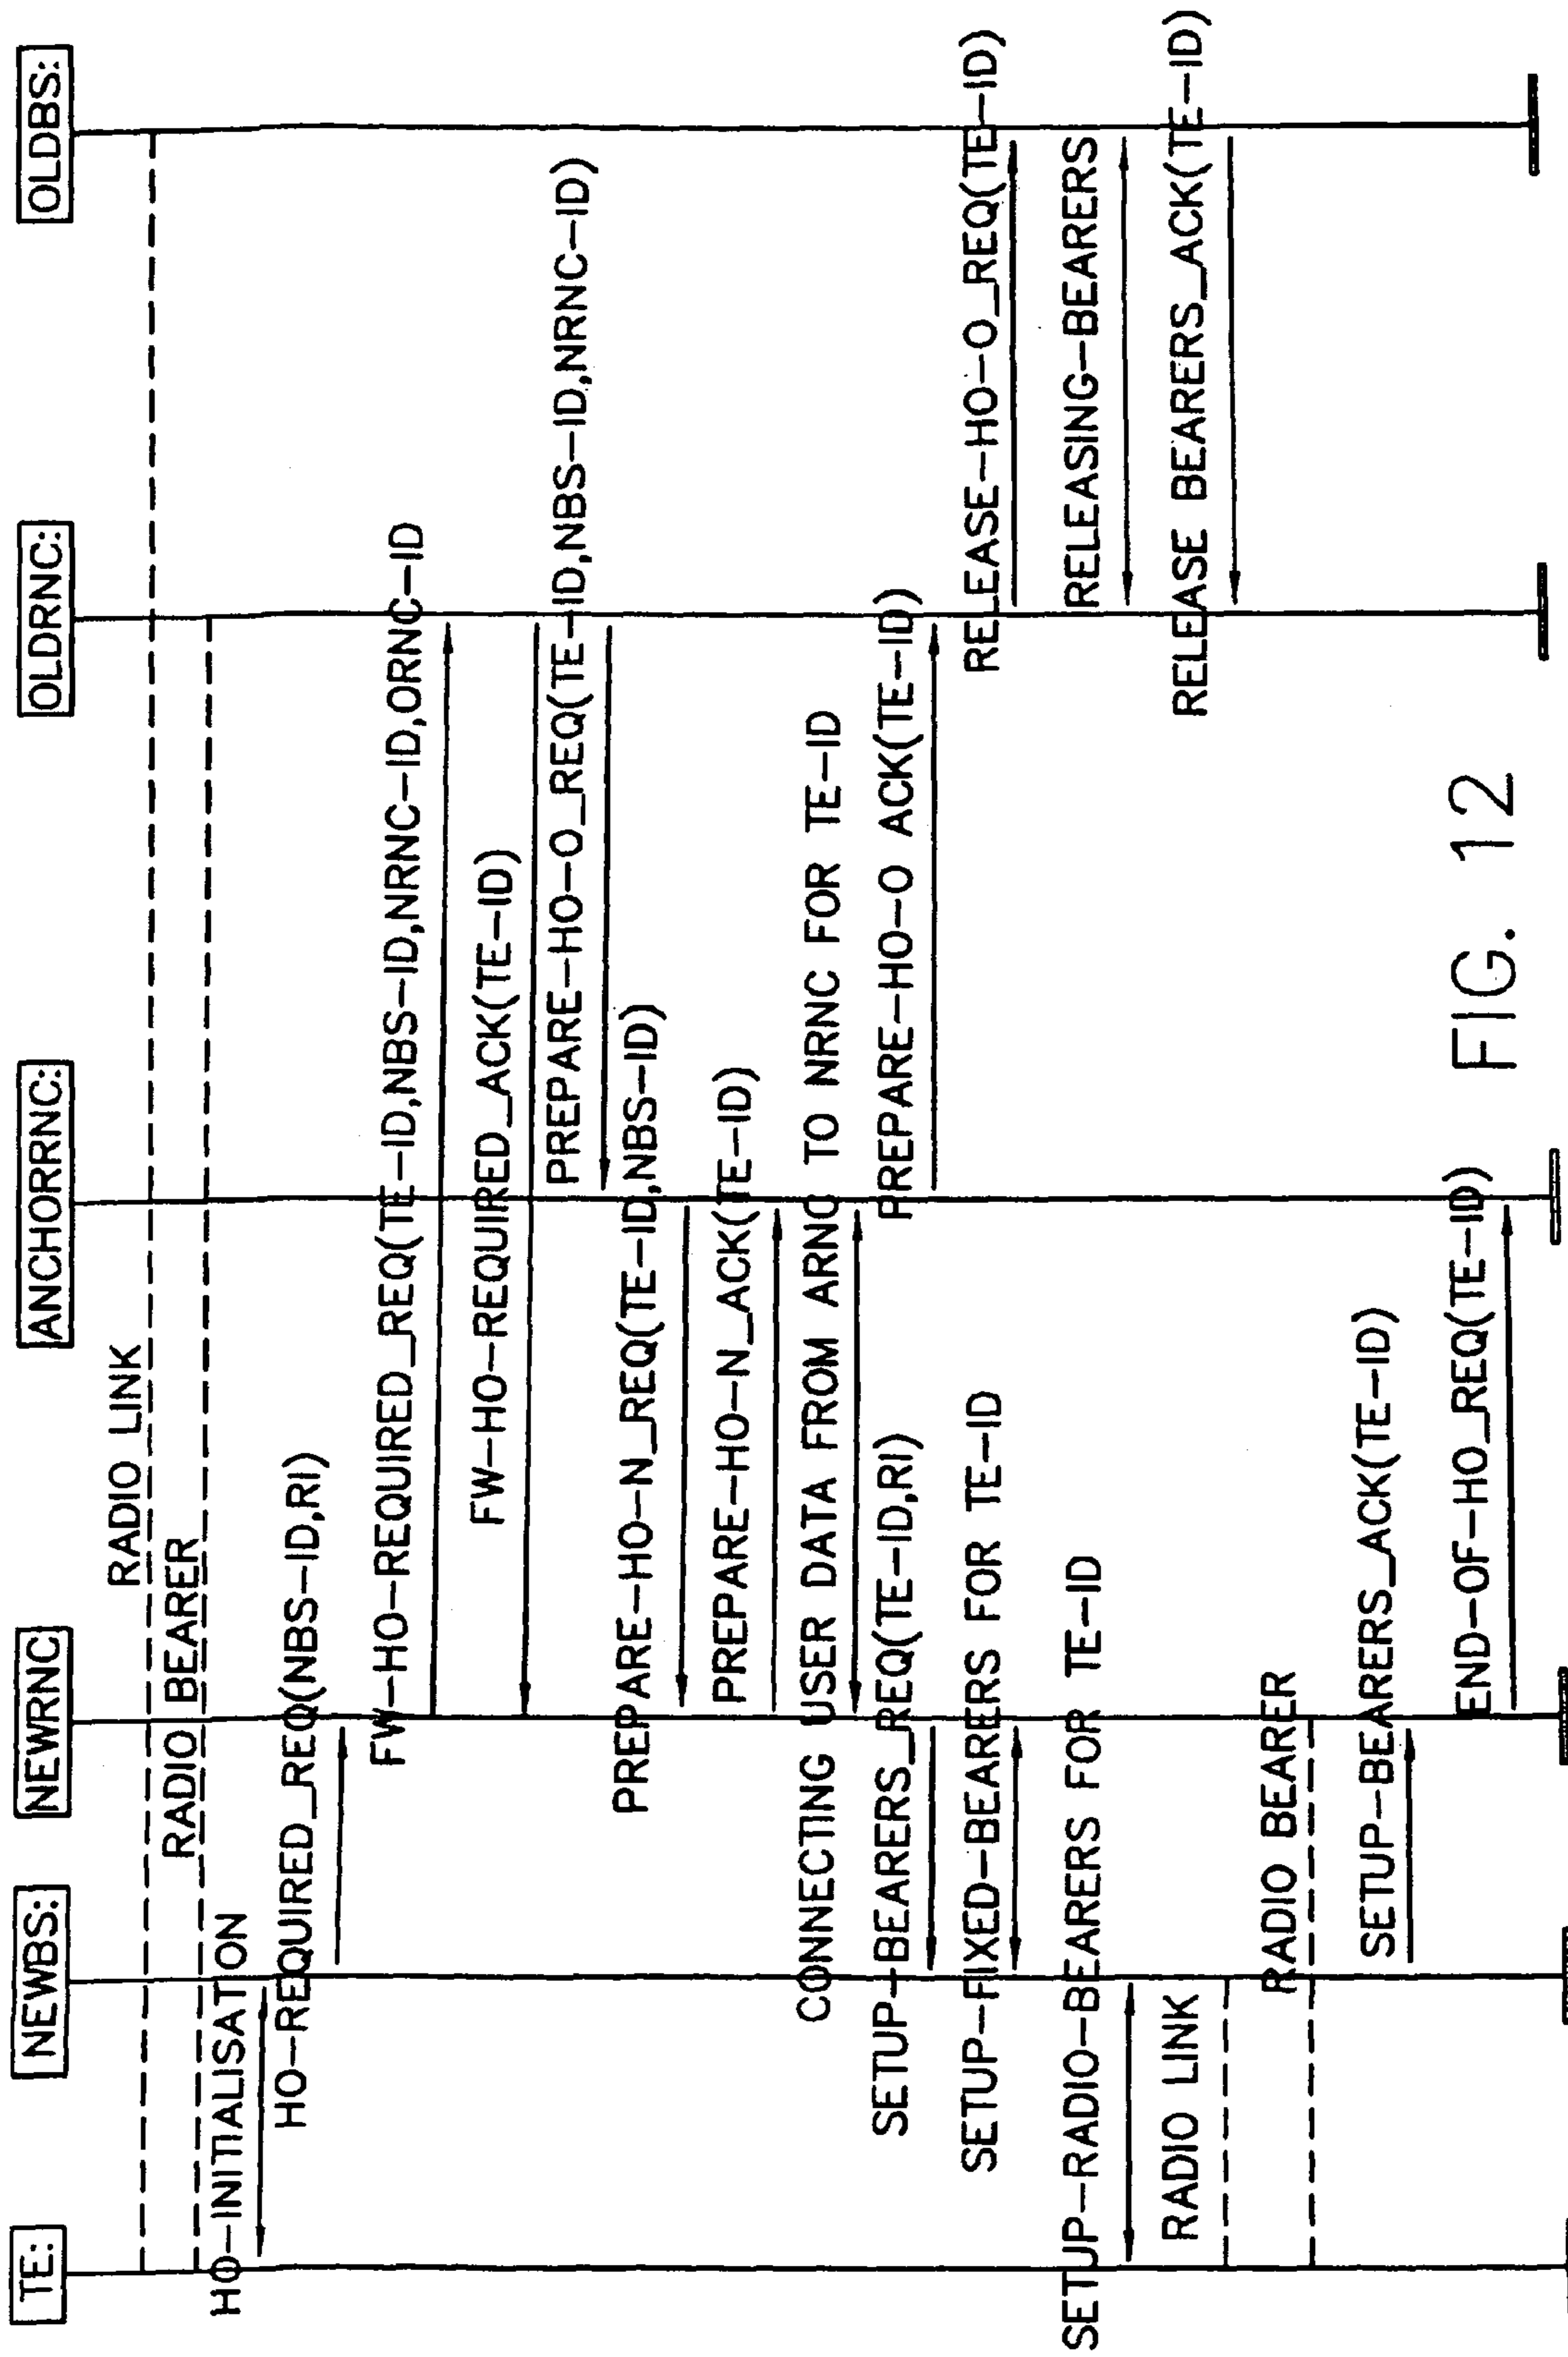 TE:
NEWBS:
NEWRNC
ANCHORRNC:
OLDRNC:
OLDBS:
RADIO LINK
RADIO BEARER
HO-INITIALISATION
HO-REQUIRED_REQ(NBS-ID,RI)
FW-HO-REQUIRED_REQ(TE-ID,NBS-ID,NRNC-ID,ORNC-ID
FW-HO-REQUIRED_ACK(TE-ID)
PREPARE-HO-O_REQ(TE-ID,NBS-ID,NRNC-ID)
PREPARE-HO-N_REQ(TE-ID,NBS-ID)
PREPARE-HO-N_ACK(TE-ID)
CONNECTING USER DATA FROM ARNC TO NRNC FOR TE-ID
SETUP-BEARERS_REQ(TE-ID,RI)
PREPARE-HO-O ACK(TE-ID)
SETUP-FIXED-BEARERS FOR TE-ID
RELEASE-HO-O_REQ(TE-ID)
SETUP-RADIO-BEARERS FOR TE-ID
RELEASING-BEARERS
RADIO LINK
RELEASE BEARERS_ACK(TE-ID)
RADIO BEARER
SETUP-BEARERS_ACK(TE-ID)
END-OF-HO_REQ(TE-ID)
FIG. 12